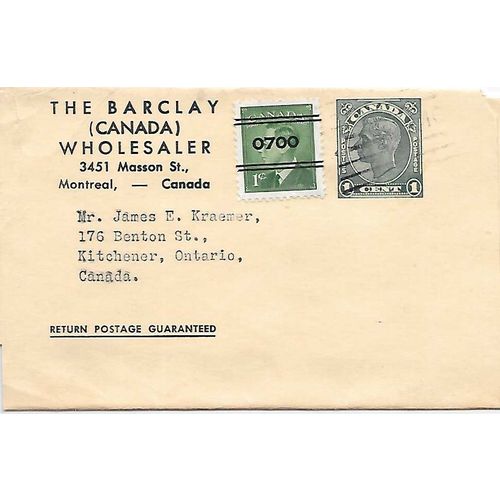 THE BARCLAY
(CANADA)
WHOLESALER
3451 Masson St.,
Montreal, — Canada
CANADA
0700
1¢
CANADA
POSTES
POSTAGE
1 CENT 1
Mr. James E. Kraemer,
176 Benton St.,
Kitchener, Ontario,
Canada.
RETURN POSTAGE GUARANTEED